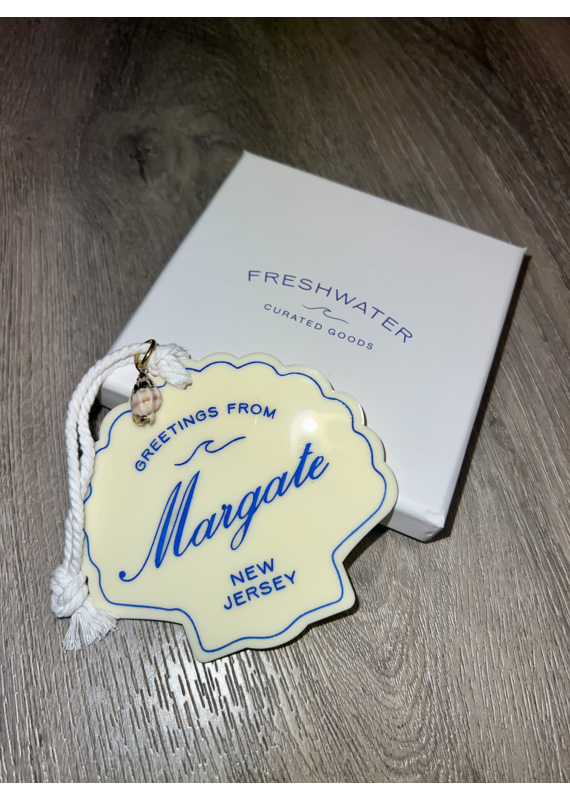 FRESHWATER
CURATED GOODS
GREETINGS FROM
Margate
NEW
JERSEY